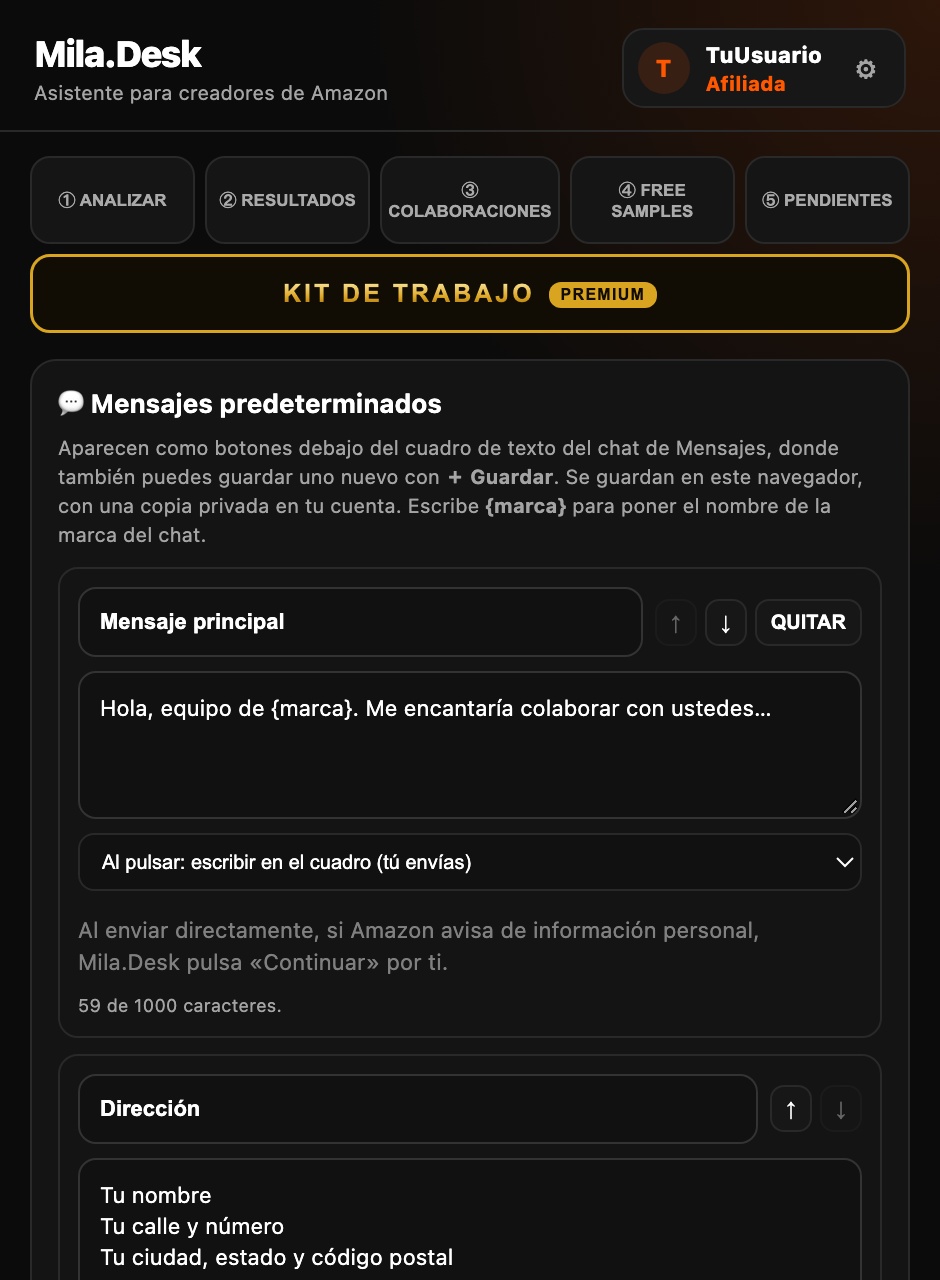 Mila.Desk
Asistente para creadores de Amazon
T
TuUsuario
Afiliada
① ANALIZAR
② RESULTADOS
③
COLABORACIONES
④ FREE
SAMPLES
⑤ PENDIENTES
KIT DE TRABAJO PREMIUM
Mensajes predeterminados
Aparecen como botones debajo del cuadro de texto del chat de Mensajes, donde
también puedes guardar uno nuevo con + Guardar. Se guardan en este navegador,
con una copia privada en tu cuenta. Escribe {marca} para poner el nombre de la
marca del chat.
Mensaje principal
↑ ↓ QUITAR
Hola, equipo de {marca}. Me encantaría colaborar con ustedes...
Al pulsar: escribir en el cuadro (tú envías)
Al enviar directamente, si Amazon avisa de información personal,
Mila.Desk pulsa «Continuar» por ti.
59 de 1000 caracteres.
Dirección
↑ ↓
Tu nombre
Tu calle y número
Tu ciudad, estado y código postal